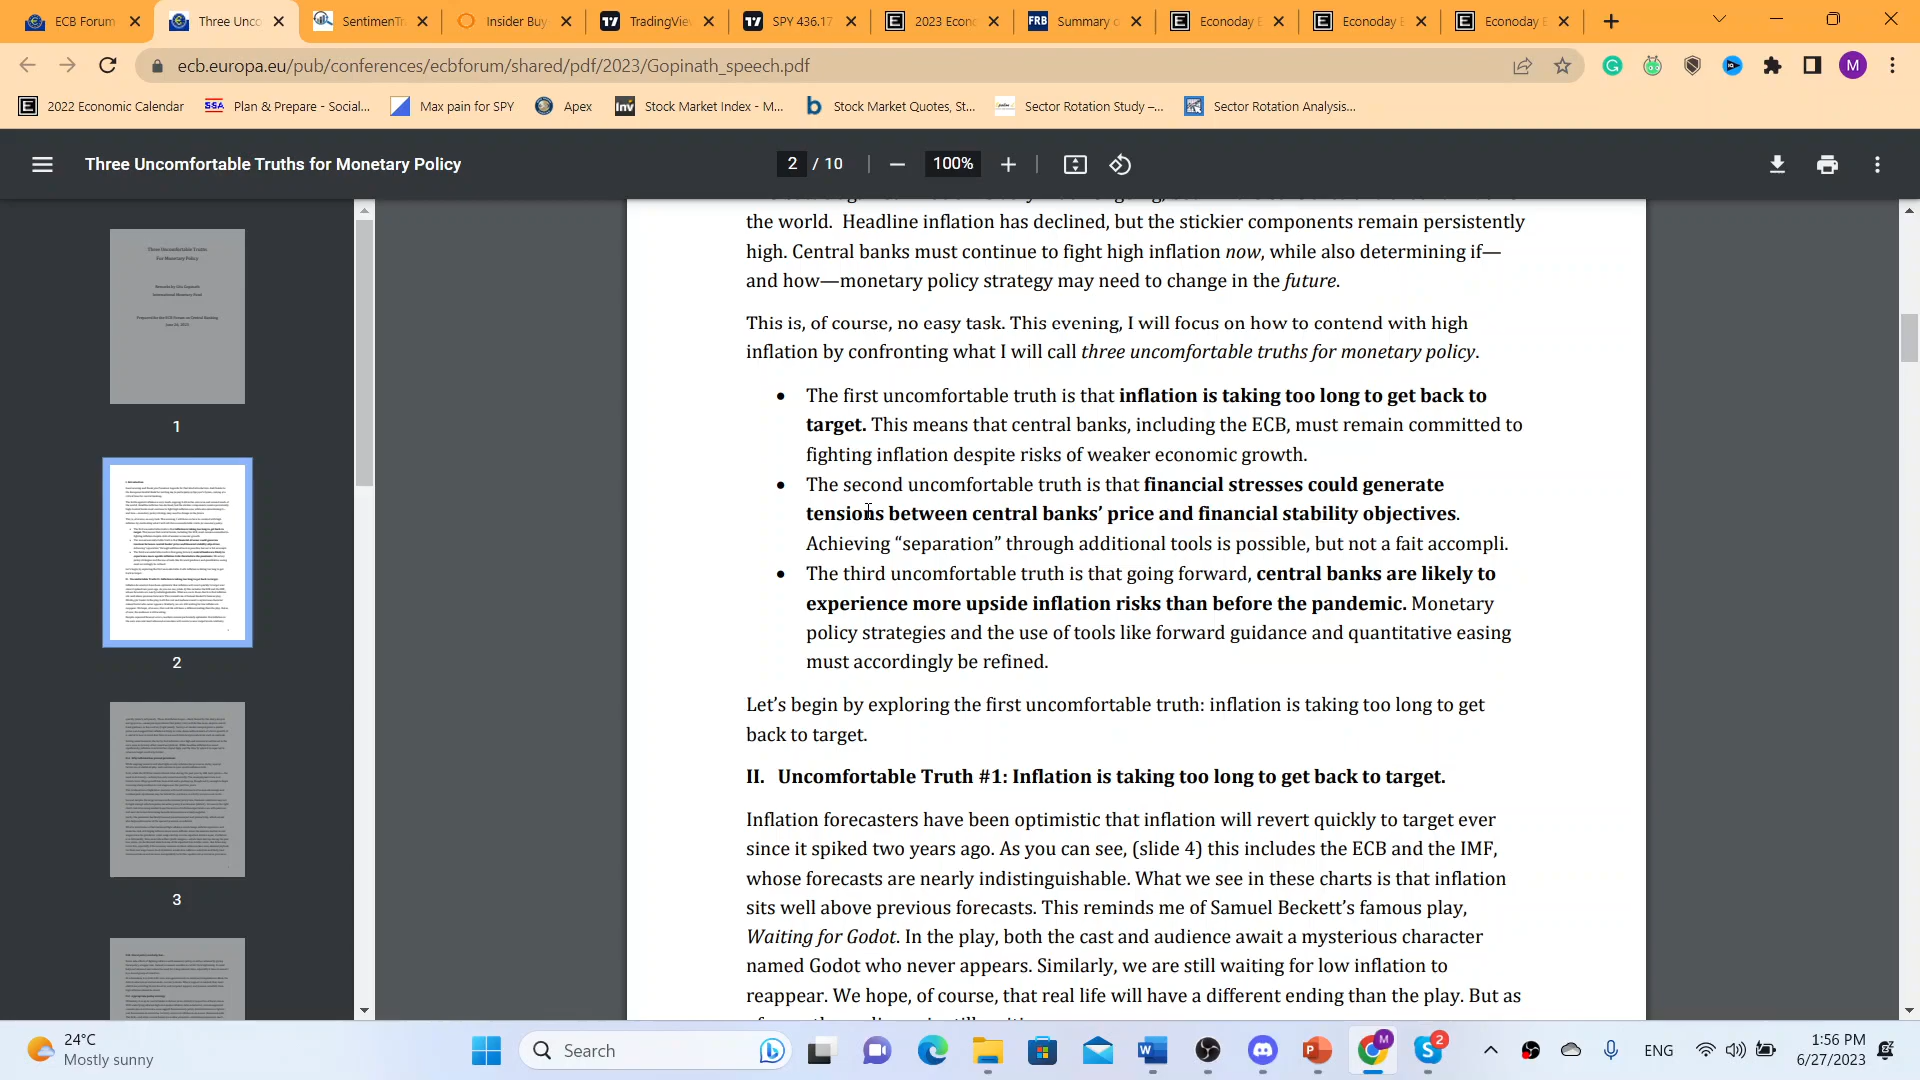 ECB Forum
Three Unco
SentimenTr
Insider Buy
TradingVie
SPY 436.17
2023 Econ
FRB
Summary o
Econoday E
Econoday E
Econoday E
ecb.europa.eu/pub/conferences/ecbforum/shared/pdf/2023/Gopinath_speech.pdf
M
2022 Economic Calendar
SSA
Plan & Prepare - Social...
Max pain for SPY
Apex
Inv
Stock Market Index - M...
Stock Market Quotes, St...
Sector Rotation Study –...
Sector Rotation Analysis...
Three Uncomfortable Truths for Monetary Policy
2 / 10
100%
the world. Headline inflation has declined, but the stickier components remain persistently
high. Central banks must continue to fight high inflation now, while also determining if—
and how—monetary policy strategy may need to change in the future.
This is, of course, no easy task. This evening, I will focus on how to contend with high
inflation by confronting what I will call three uncomfortable truths for monetary policy.
• The first uncomfortable truth is that inflation is taking too long to get back to
target. This means that central banks, including the ECB, must remain committed to
fighting inflation despite risks of weaker economic growth.
• The second uncomfortable truth is that financial stresses could generate
tensions between central banks’ price and financial stability objectives.
Achieving “separation” through additional tools is possible, but not a fait accompli.
• The third uncomfortable truth is that going forward, central banks are likely to
experience more upside inflation risks than before the pandemic. Monetary
policy strategies and the use of tools like forward guidance and quantitative easing
must accordingly be refined.
Let’s begin by exploring the first uncomfortable truth: inflation is taking too long to get
back to target.
II. Uncomfortable Truth #1: Inflation is taking too long to get back to target.
Inflation forecasters have been optimistic that inflation will revert quickly to target ever
since it spiked two years ago. As you can see, (slide 4) this includes the ECB and the IMF,
whose forecasts are nearly indistinguishable. What we see in these charts is that inflation
sits well above previous forecasts. This reminds me of Samuel Beckett’s famous play,
Waiting for Godot. In the play, both the cast and audience await a mysterious character
named Godot who never appears. Similarly, we are still waiting for low inflation to
reappear. We hope, of course, that real life will have a different ending than the play. But as
Three Uncomfortable Truths
For Monetary Policy
1
2
3
24°C
Mostly sunny
Search
M
2
ENG
1:56 PM
6/27/2023